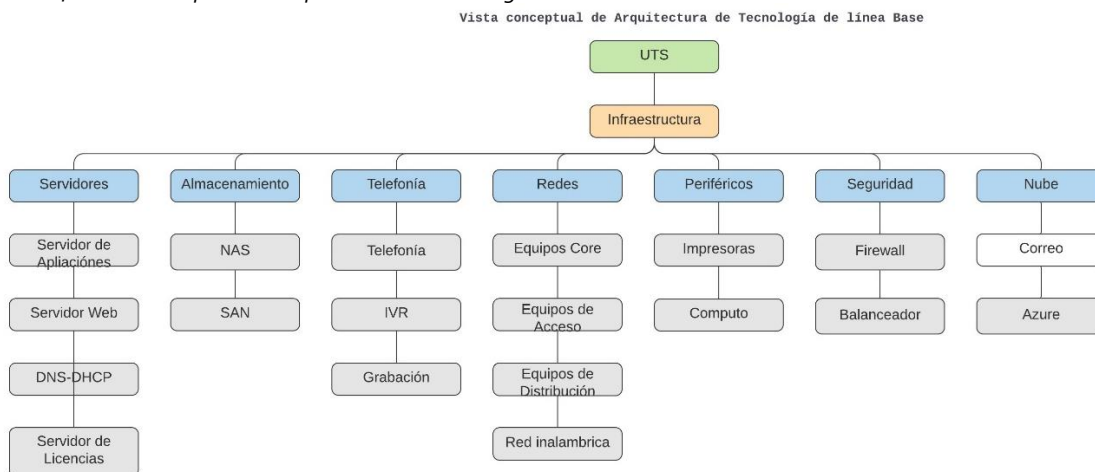 Vista conceptual de Arquitectura de Tecnología de línea Base
UTS
Infraestructura
Servidores
Almacenamiento
Telefonía
Redes
Periféricos
Seguridad
Nube
Servidor de
Apliaciónes
NAS
Telefonía
Equipos Core
Impresoras
Firewall
Correo
Servidor Web
SAN
IVR
Equipos de
Acceso
Computo
Balanceador
Azure
DNS-DHCP
Grabación
Equipos de
Distribución
Servidor de
Licencias
Red inalambrica